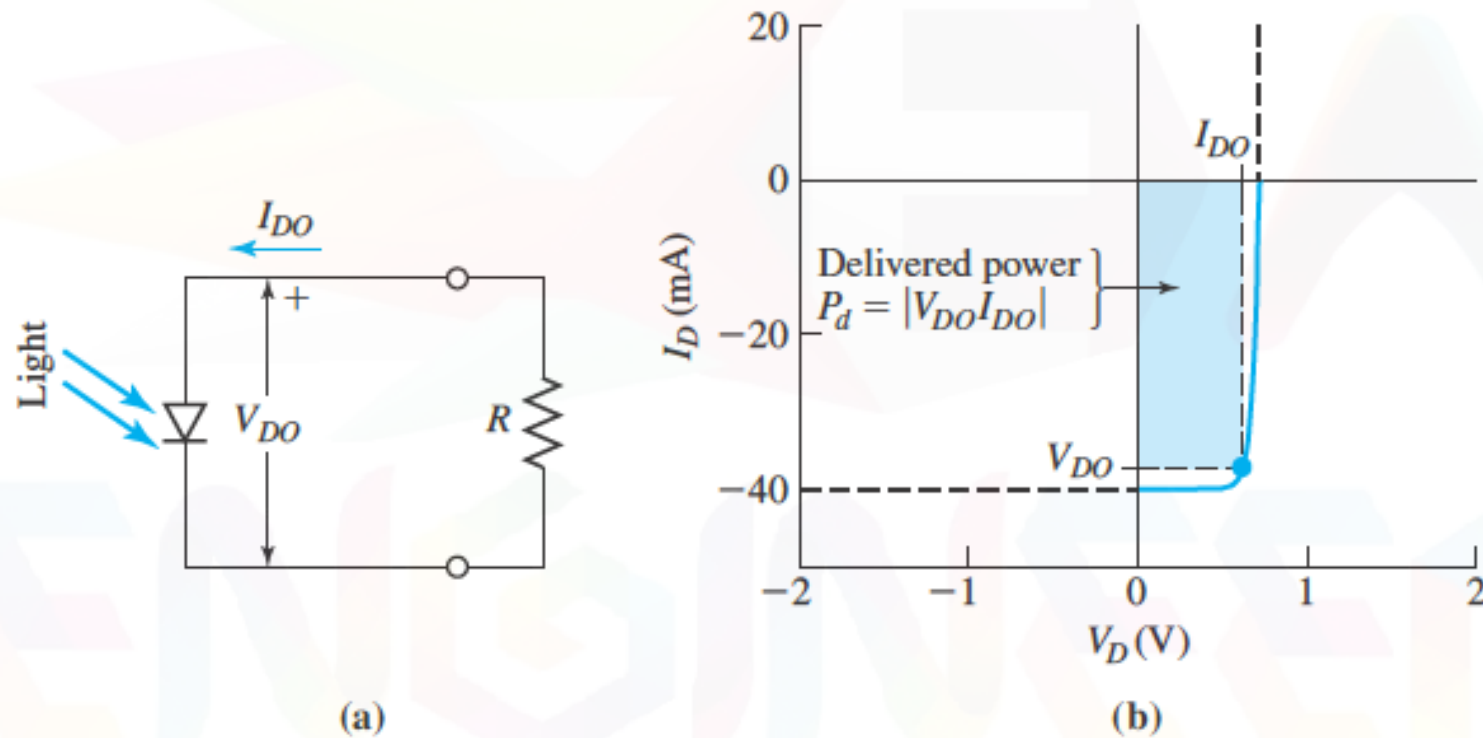 I_DO
Light
+
V_DO
R
(a)
20
0
−20
−40
I_D (mA)
I_DO
Delivered power
P_d = |V_DO I_DO|
V_DO
−2
−1
0
1
2
V_D (V)
(b)